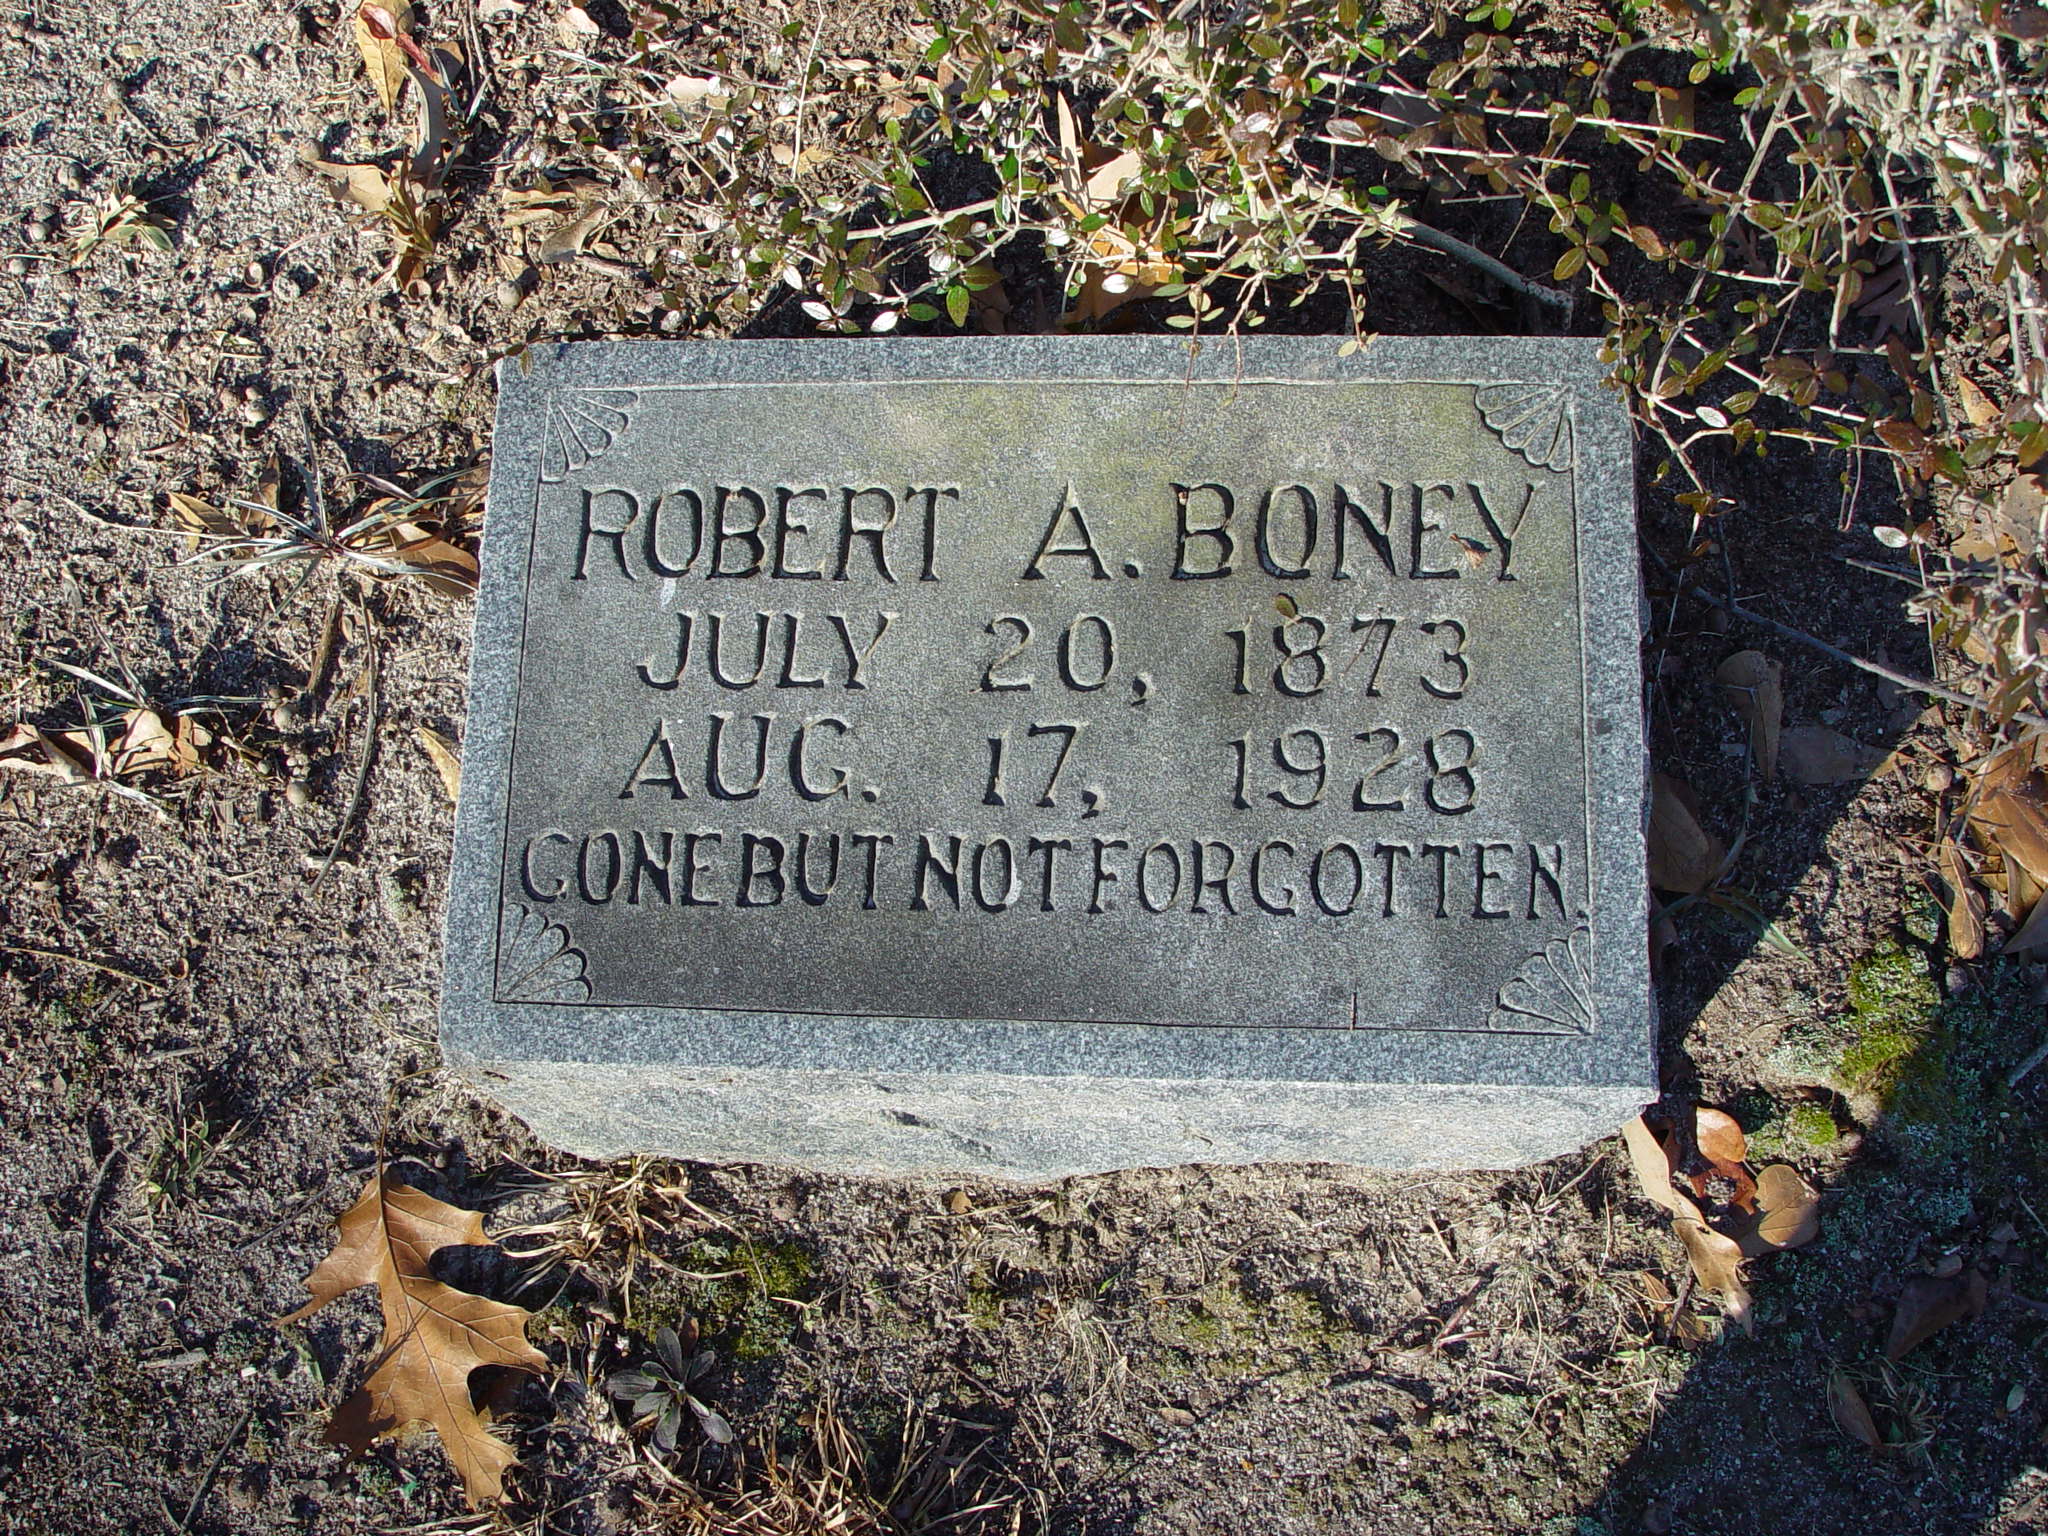 ROBERT A. BONEY
JULY 20, 1873
AUG. 17, 1928
GONE BUT NOT FORGOTTEN.